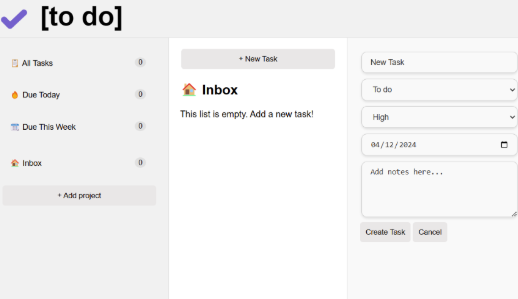 [to do]
All Tasks 0
Due Today 0
Due This Week 0
Inbox 0
+ Add project
+ New Task
Inbox
This list is empty. Add a new task!
New Task
To do
High
04/12/2024
Add notes here...
Create Task Cancel